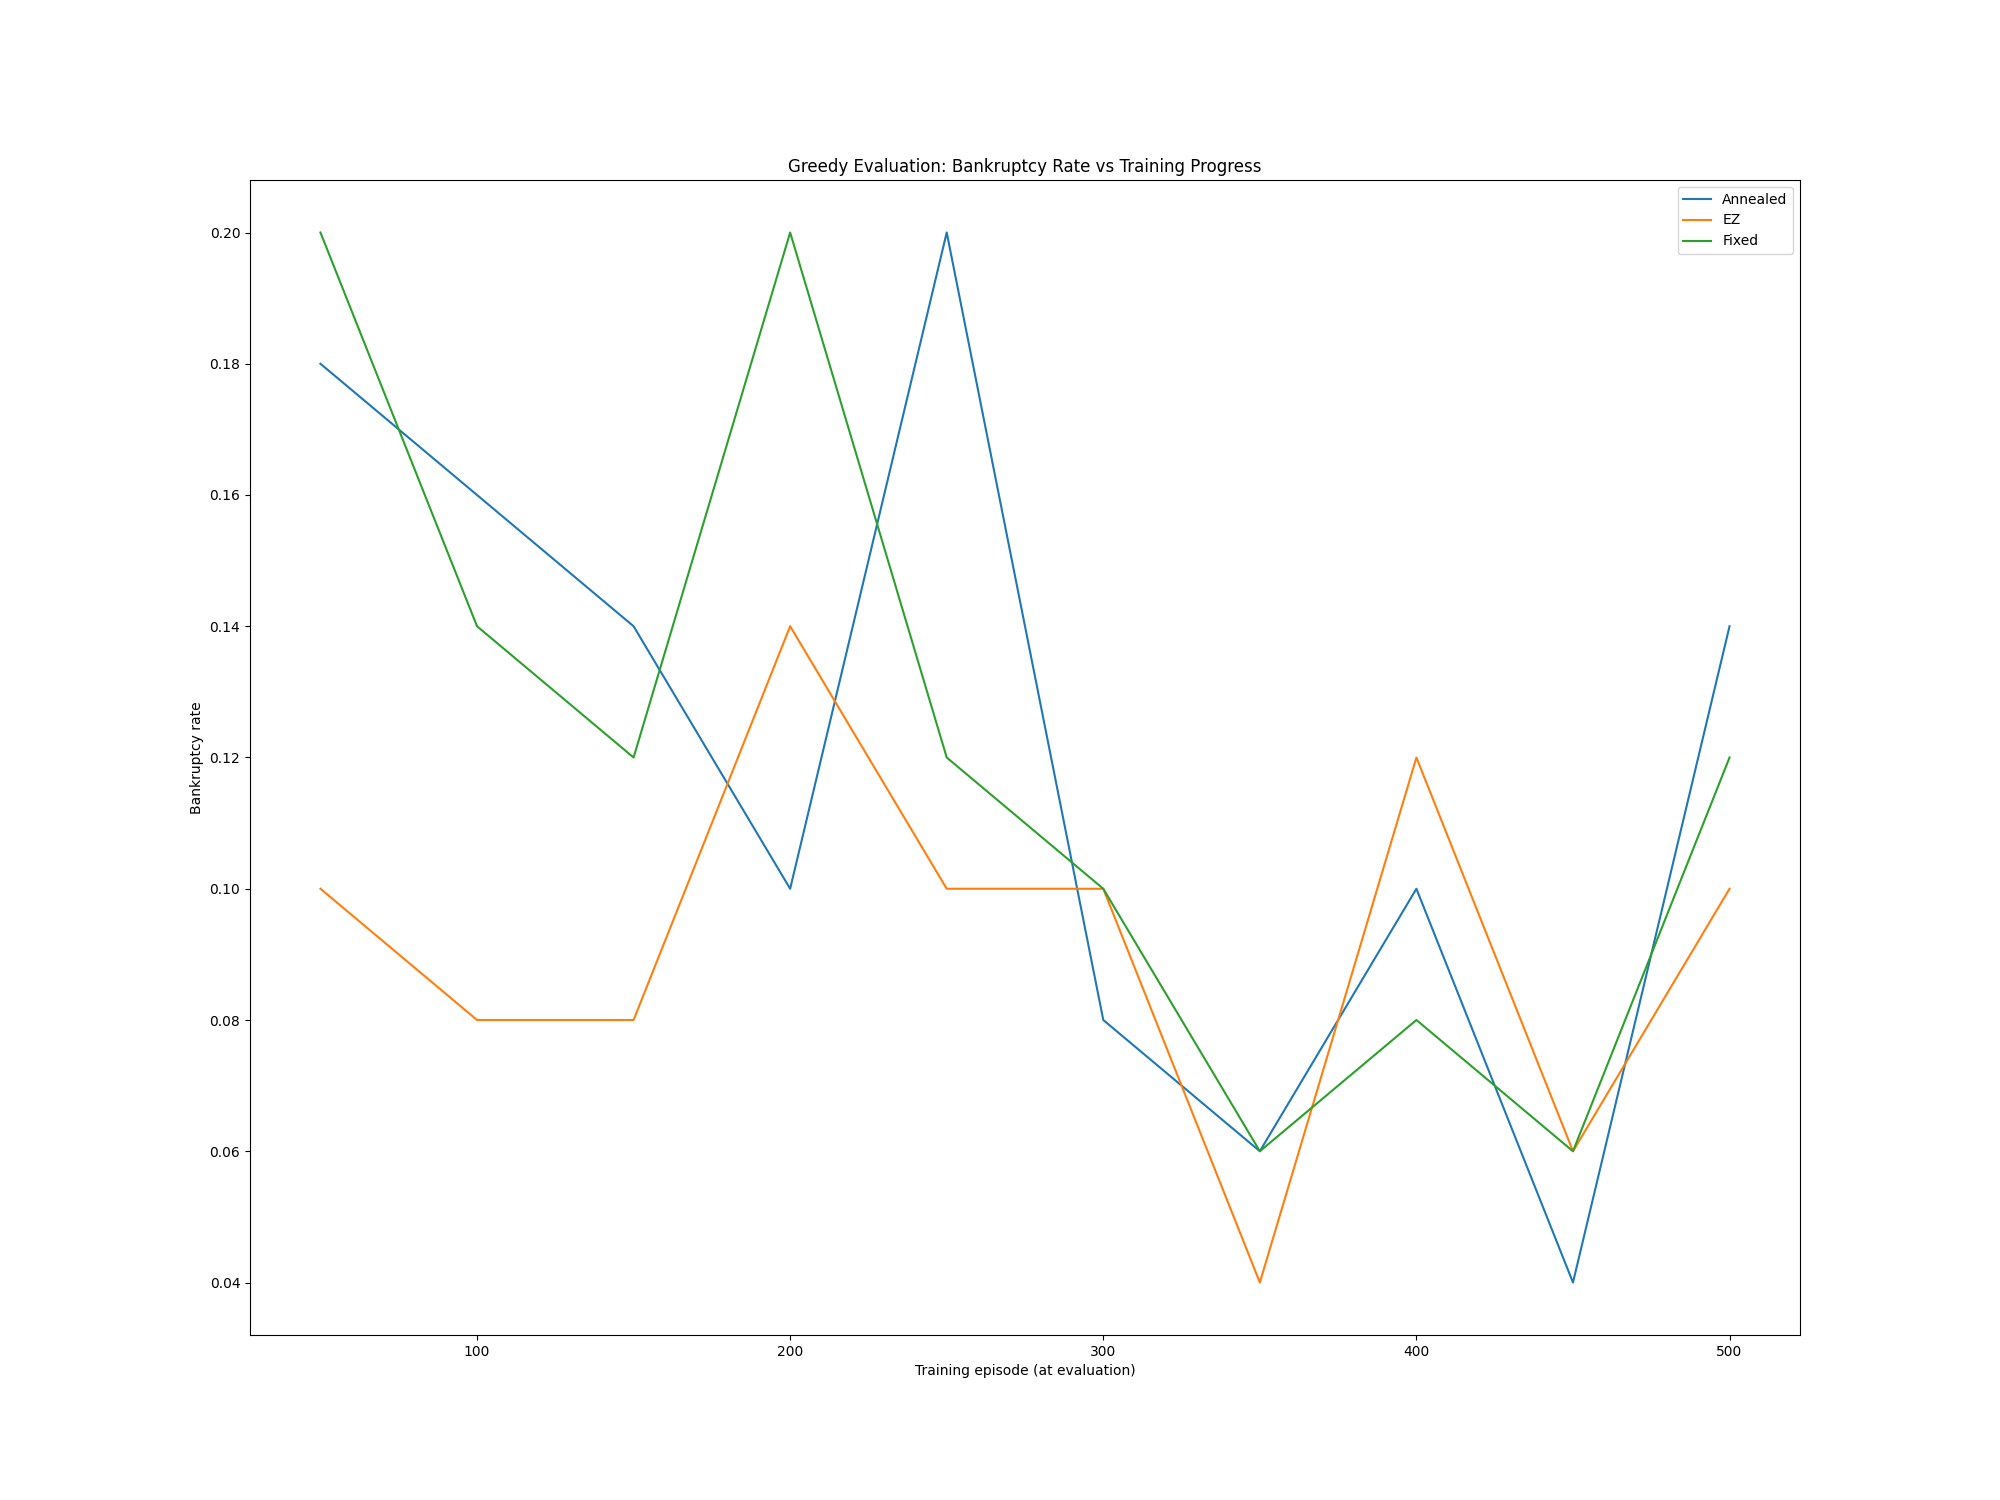 Greedy Evaluation: Bankruptcy Rate vs Training Progress
Annealed
EZ
Fixed
0.20
0.18
0.16
0.14
0.12
0.10
0.08
0.06
0.04
Bankruptcy rate
100 200 300 400 500
Training episode (at evaluation)